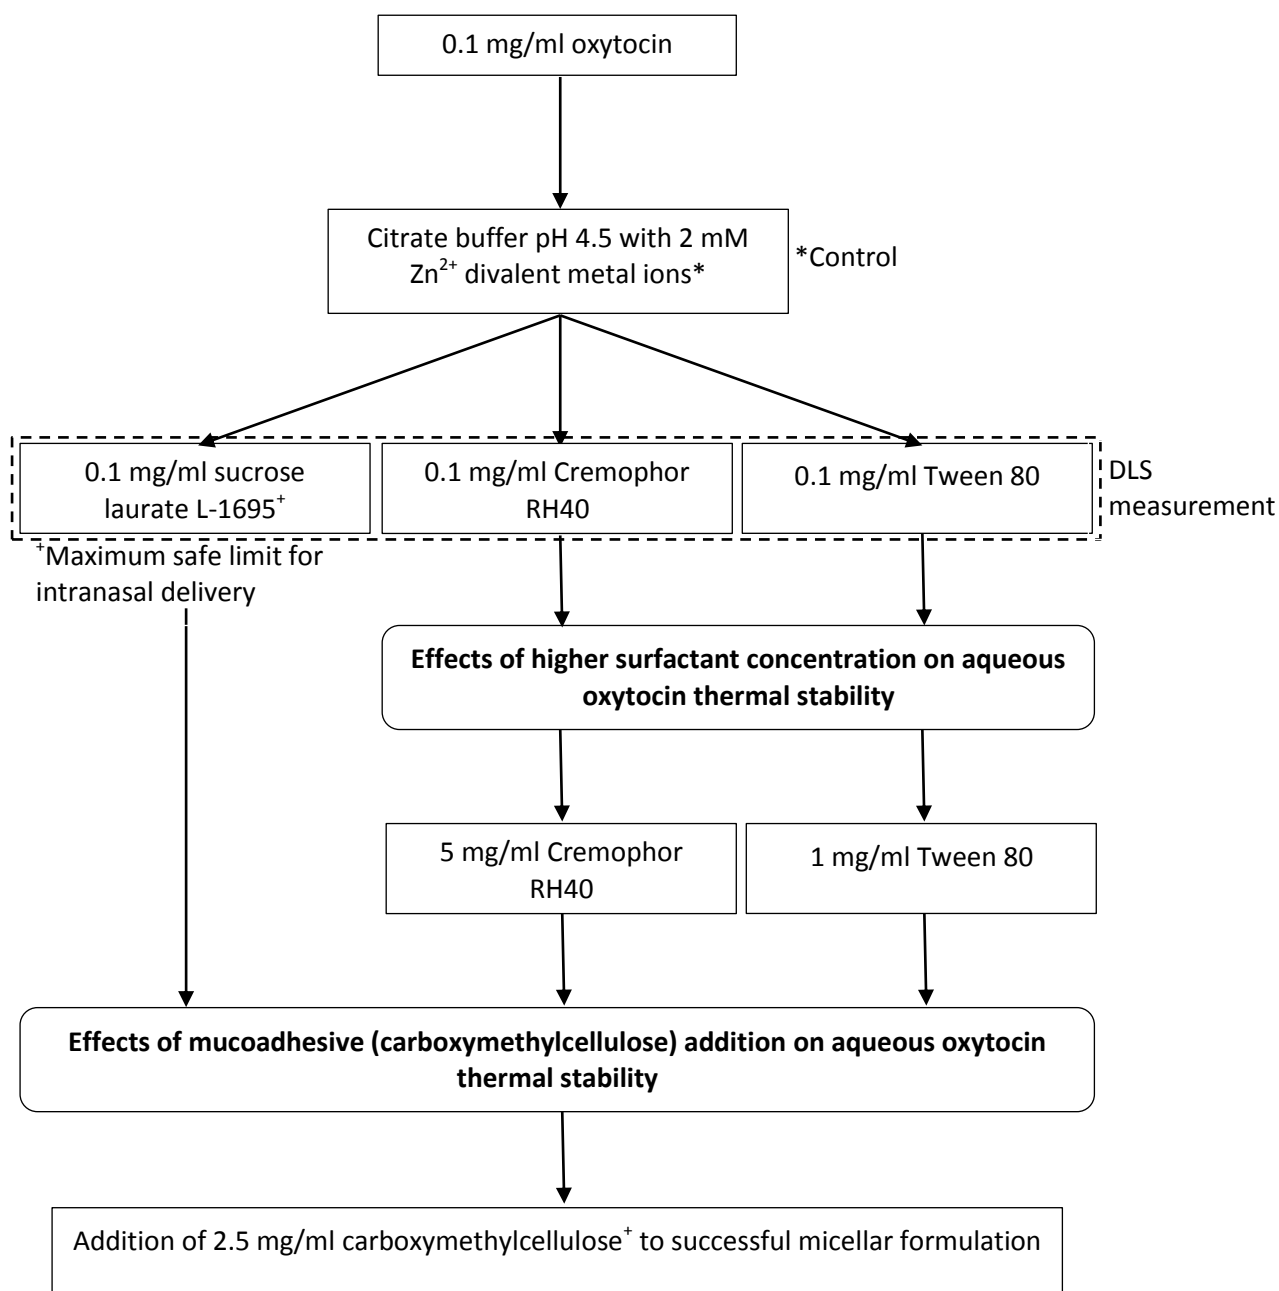 0.1 mg/ml oxytocin
Citrate buffer pH 4.5 with 2 mM
Zn²⁺ divalent metal ions*
*Control
0.1 mg/ml sucrose
laurate L-1695⁺
0.1 mg/ml Cremophor
RH40
0.1 mg/ml Tween 80
DLS
measurement
⁺Maximum safe limit for
intranasal delivery
Effects of higher surfactant concentration on aqueous
oxytocin thermal stability
5 mg/ml Cremophor
RH40
1 mg/ml Tween 80
Effects of mucoadhesive (carboxymethylcellulose) addition on aqueous oxytocin
thermal stability
Addition of 2.5 mg/ml carboxymethylcellulose⁺ to successful micellar formulation